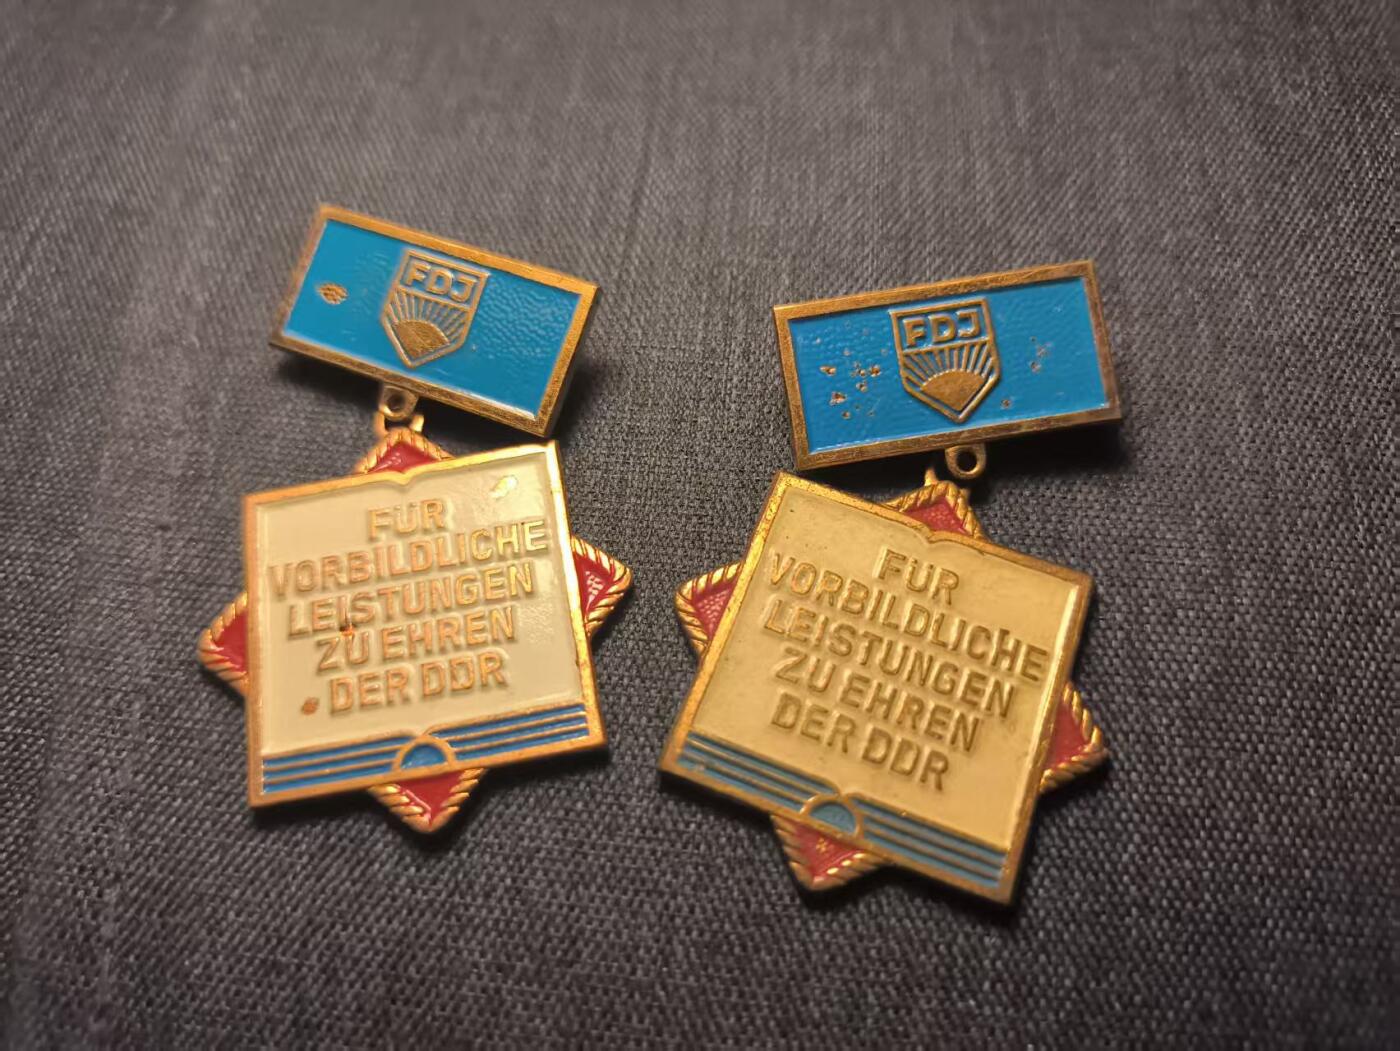 FDJ
FÜR
VORBILDLICHE
LEISTUNGEN
ZU EHREN
DER DDR
FDJ
FÜR
VORBILDLICHE
LEISTUNGEN
ZU EHREN
DER DDR